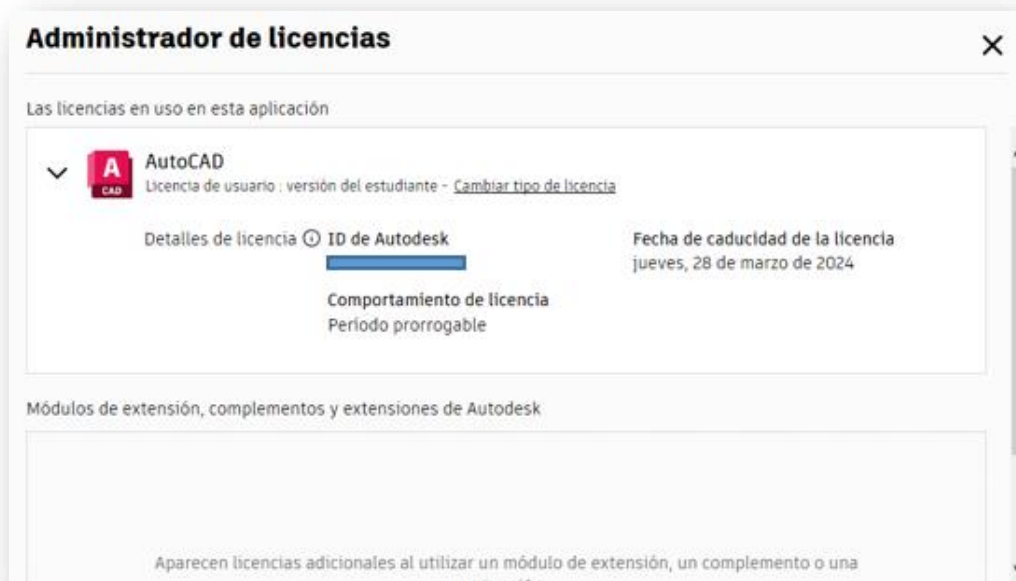 Administrador de licencias
Las licencias en uso en esta aplicación
A
CAD
AutoCAD
Licencia de usuario : versión del estudiante - Cambiar tipo de licencia
Detalles de licencia
ID de Autodesk
Fecha de caducidad de la licencia
jueves, 28 de marzo de 2024
Comportamiento de licencia
Período prorrogable
Módulos de extensión, complementos y extensiones de Autodesk
Aparecen licencias adicionales al utilizar un módulo de extensión, un complemento o una